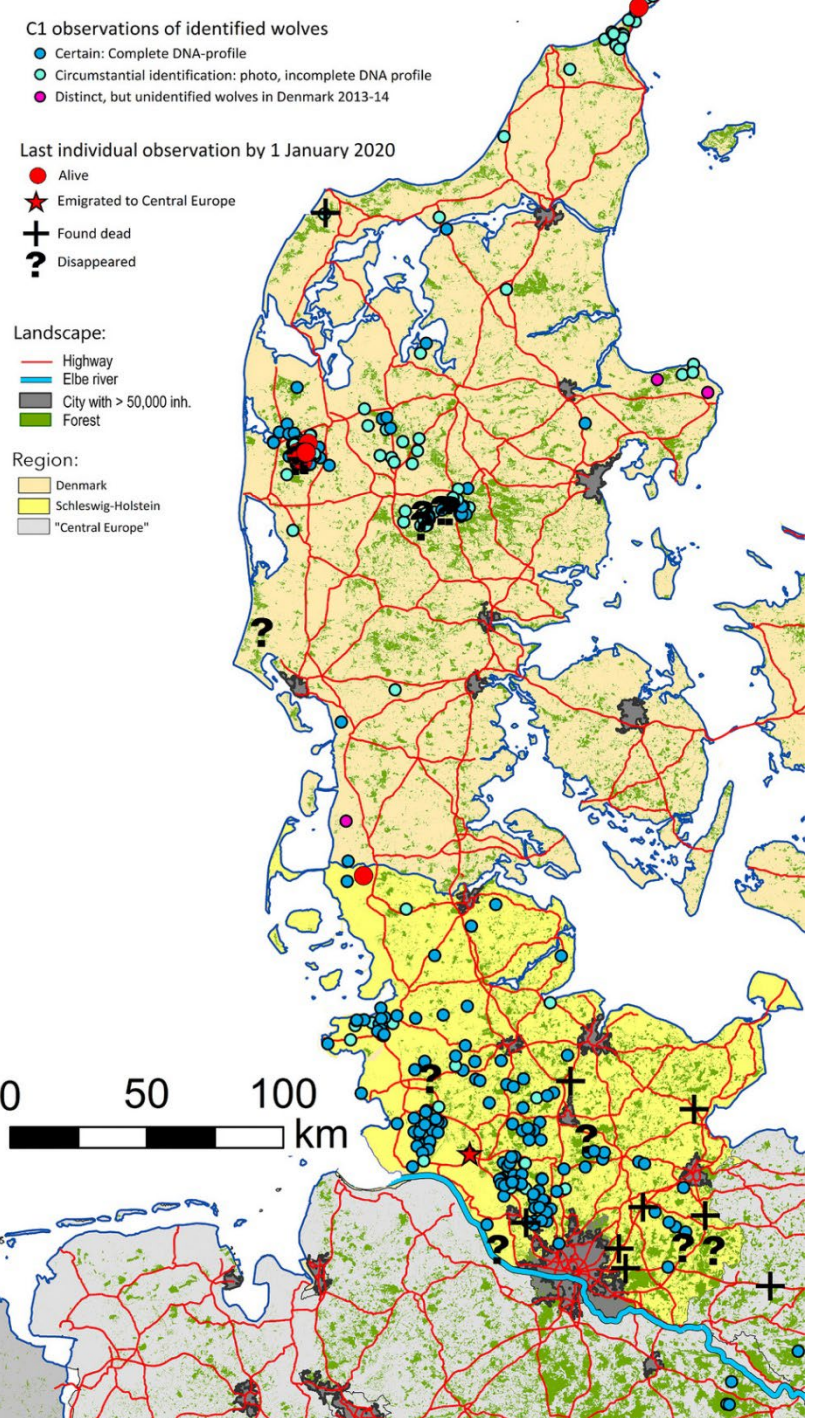 C1 observations of identified wolves
Certain: Complete DNA-profile
Circumstantial identification: photo, incomplete DNA profile
Distinct, but unidentified wolves in Denmark 2013-14
Last individual observation by 1 January 2020
Alive
Emigrated to Central Europe
Found dead
? Disappeared
Landscape:
Highway
Elbe river
City with > 50,000 inh.
Forest
Region:
Denmark
Schleswig-Holstein
"Central Europe"
0 50 100
km